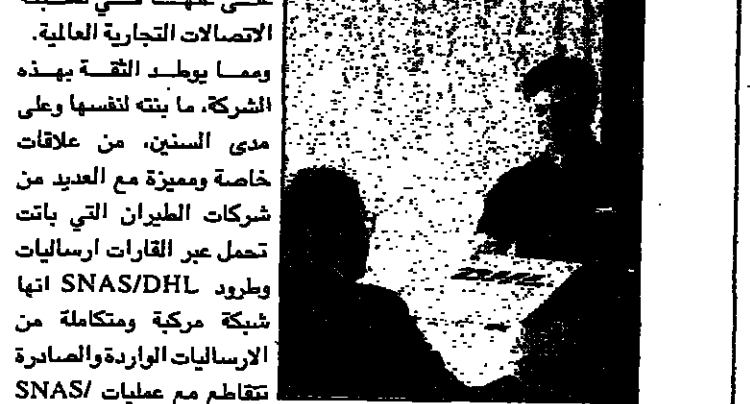 الاتصالات التجارية العالمية.
ومما يوطد الثقة بهذه
الشركة، ما بنته لنفسها وعلى
مدى السنين، من علاقات
خاصة ومميزة مع العديد من
شركات الطيران التي باتت
تحمل عبر القارات ارساليات
وطرود SNAS/DHL انها
شبكة مركبة ومتكاملة من
الارساليات الواردة والصادرة
تتقاطع مع عمليات SNAS/
DHL